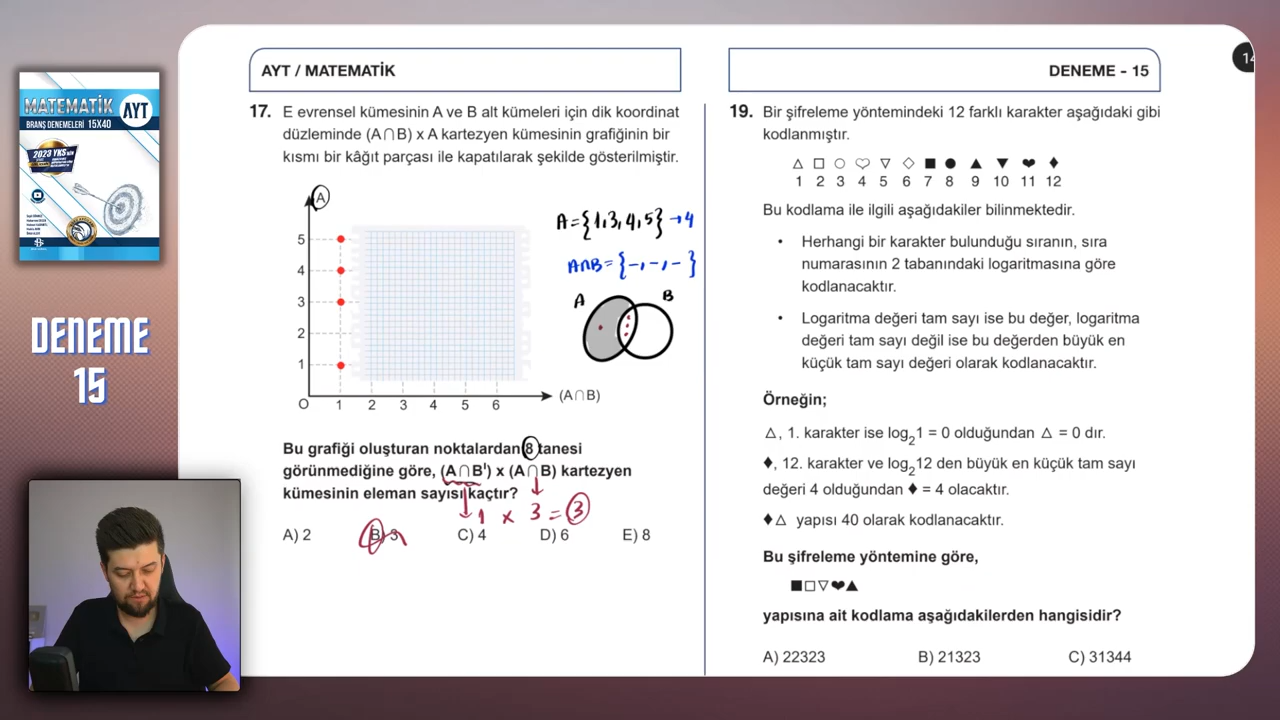 MATEMATİK AYT
BRANŞ DENEMELERİ 15X40
2023 YKS'NİN
DENEME
15
AYT / MATEMATİK
17. E evrensel kümesinin A ve B alt kümeleri için dik koordinat
düzleminde (A∩B) x A kartezyen kümesinin grafiğinin bir
kısmı bir kâğıt parçası ile kapatılarak şekilde gösterilmiştir.
A
5
4
3
2
1
O 1 2 3 4 5 6 (A∩B)
A = {1,3,4,5} → 4
A∩B = {-,-,-}
A B
Bu grafiği oluşturan noktalardan 8 tanesi
görünmediğine göre, (A∩B') x (A∩B) kartezyen
kümesinin eleman sayısı kaçtır?
1 x 3 = 3
A) 2 B) 3 C) 4 D) 6 E) 8
DENEME - 15
14
19. Bir şifreleme yöntemindeki 12 farklı karakter aşağıdaki gibi
kodlanmıştır.
△ □ ○ ♡ ▽ ◇ ■ ● ▲ ▼ ❤ ♦
1 2 3 4 5 6 7 8 9 10 11 12
Bu kodlama ile ilgili aşağıdakiler bilinmektedir.
• Herhangi bir karakter bulunduğu sıranın, sıra
numarasının 2 tabanındaki logaritmasına göre
kodlanacaktır.
• Logaritma değeri tam sayı ise bu değer, logaritma
değeri tam sayı değil ise bu değerden büyük en
küçük tam sayı değeri olarak kodlanacaktır.
Örneğin;
△, 1. karakter ise log₂1 = 0 olduğundan △ = 0 dır.
♦, 12. karakter ve log₂12 den büyük en küçük tam sayı
değeri 4 olduğundan ♦ = 4 olacaktır.
♦△ yapısı 40 olarak kodlanacaktır.
Bu şifreleme yöntemine göre,
■□▽❤▲
yapısına ait kodlama aşağıdakilerden hangisidir?
A) 22323 B) 21323 C) 31344